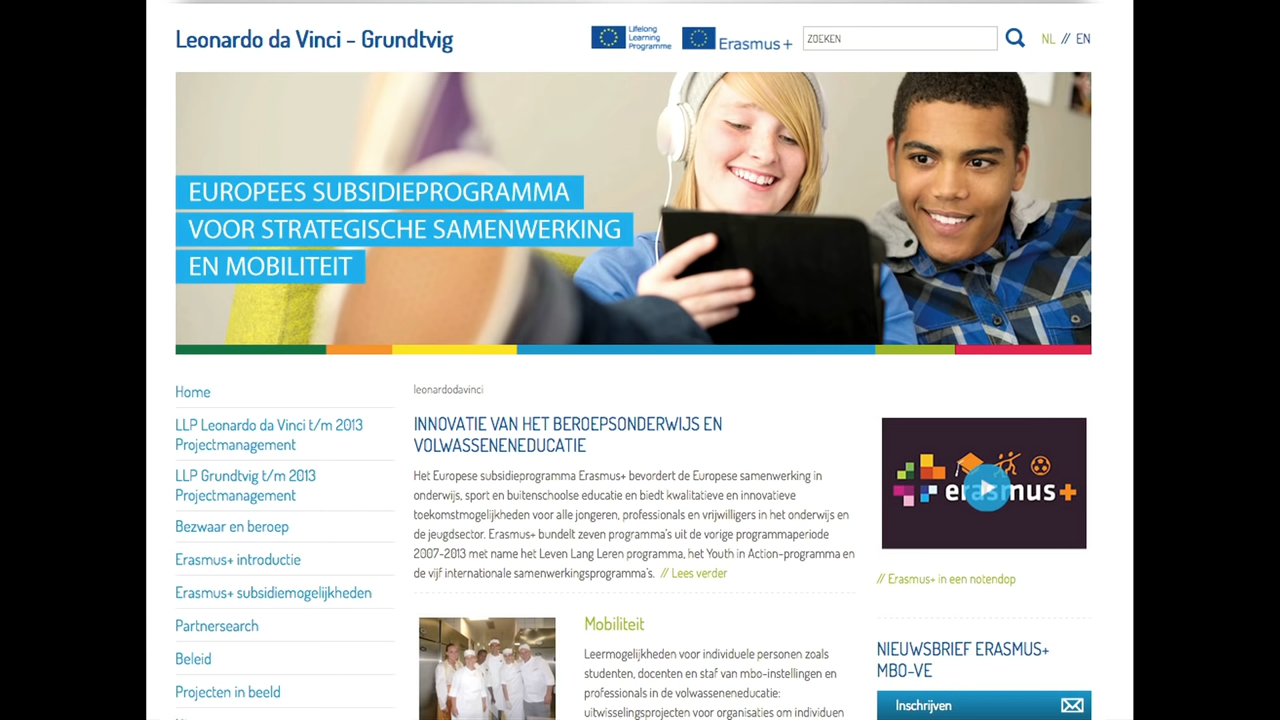 Leonardo da Vinci - Grundtvig
Lifelong
Learning
Programme
Erasmus+
ZOEKEN
NL // EN
EUROPEES SUBSIDIEPROGRAMMA
VOOR STRATEGISCHE SAMENWERKING
EN MOBILITEIT
Home
LLP Leonardo da Vinci t/m 2013
Projectmanagement
LLP Grundtvig t/m 2013
Projectmanagement
Bezwaar en beroep
Erasmus+ introductie
Erasmus+ subsidiemogelijkheden
Partnersearch
Beleid
Projecten in beeld
leonardodavinci
INNOVATIE VAN HET BEROEPSONDERWIJS EN
VOLWASSENENEDUCATIE
Het Europese subsidieprogramma Erasmus+ bevordert de Europese samenwerking in
onderwijs, sport en buitenschoolse educatie en biedt kwalitatieve en innovatieve
toekomstmogelijkheden voor alle jongeren, professionals en vrijwilligers in het onderwijs en
de jeugdsector. Erasmus+ bundelt zeven programma's uit de vorige programmaperiode
2007-2013 met name het Leven Lang Leren programma, het Youth in Action-programma en
de vijf internationale samenwerkingsprogramma's. // Lees verder
Mobiliteit
Leermogelijkheden voor individuele personen zoals
studenten, docenten en staf van mbo-instellingen en
professionals in de volwasseneneducatie:
uitwisselingsprojecten voor organisaties om individuen
erasmus+
// Erasmus+ in een notendop
NIEUWSBRIEF ERASMUS+
MBO-VE
Inschrijven